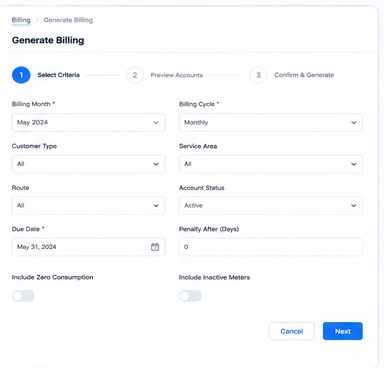 Billing / Generate Billing
Generate Billing
1 Select Criteria 2 Preview Accounts 3 Confirm & Generate
Billing Month * Billing Cycle *
May 2024 Monthly
Customer Type Service Area
All All
Route Account Status
All Active
Due Date * Penalty After (Days)
May 31, 2024 0
Include Zero Consumption Include Inactive Meters
Cancel Next